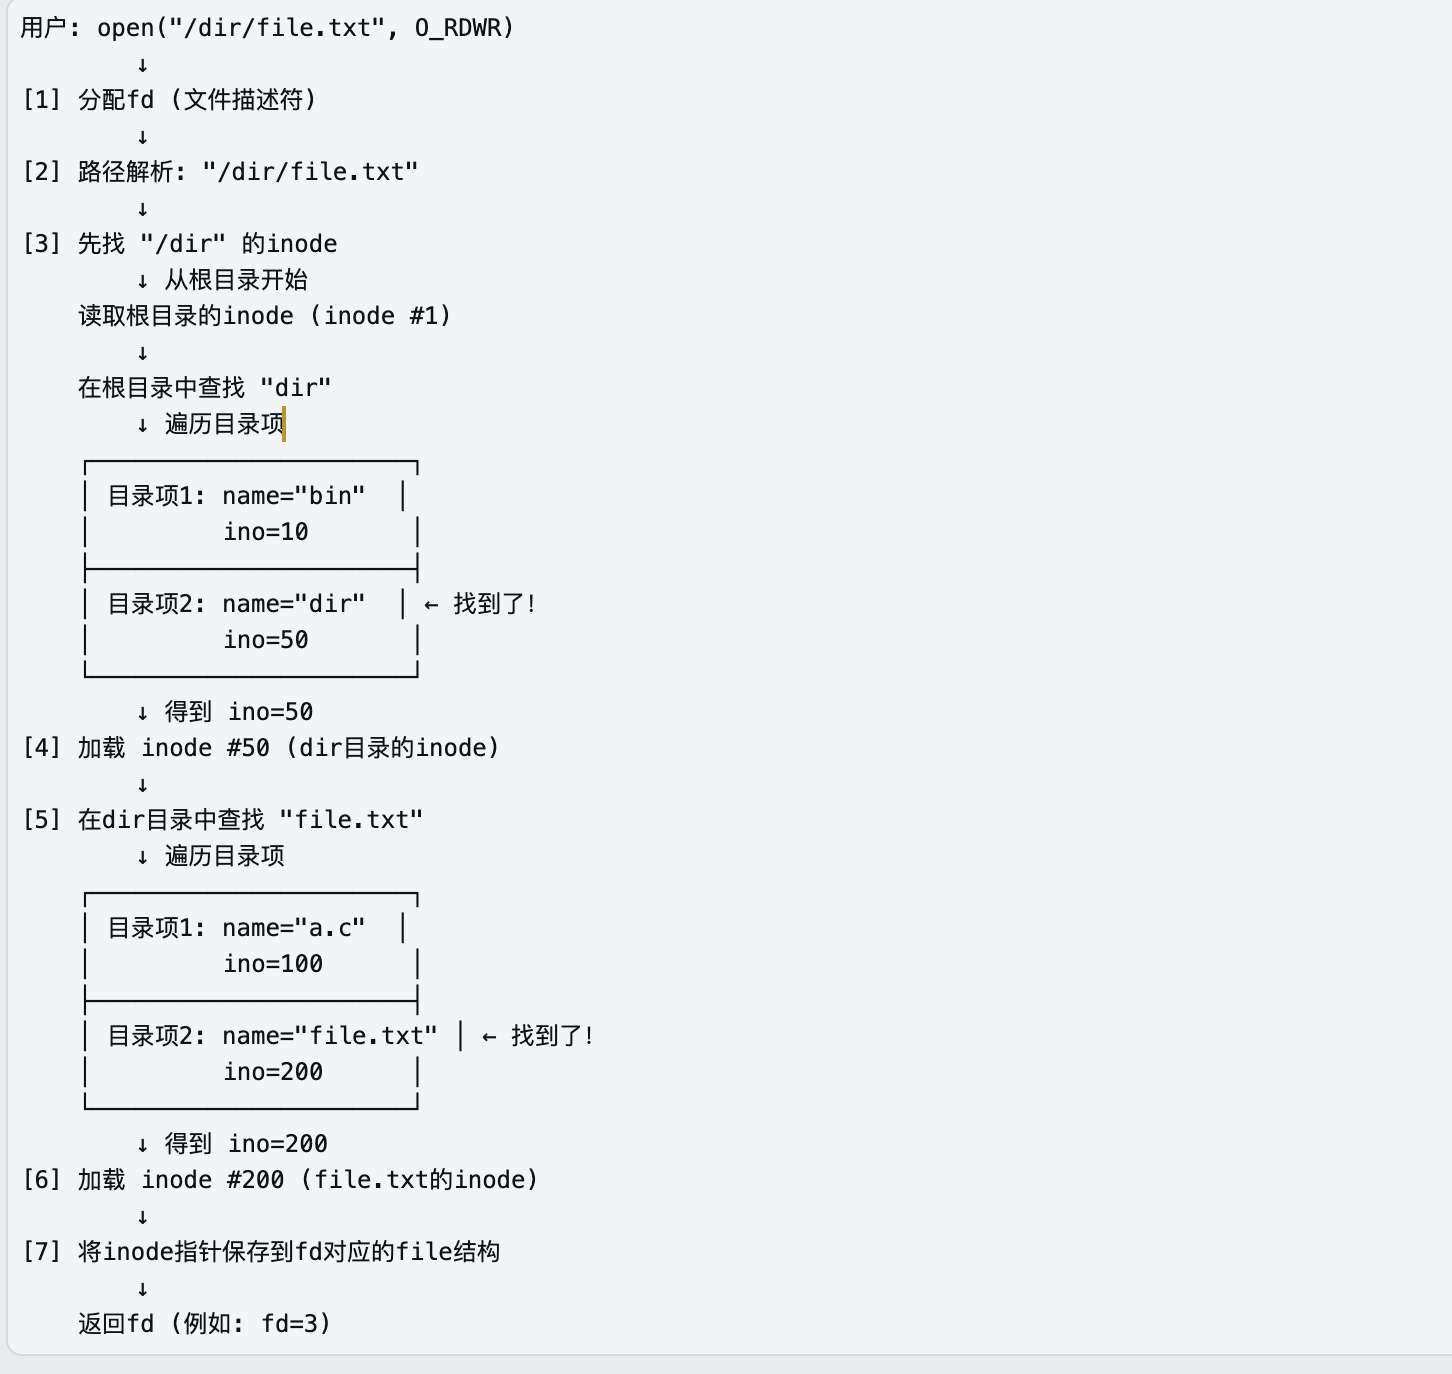 用户: open("/dir/file.txt", O_RDWR)
↓
[1] 分配fd (文件描述符)
↓
[2] 路径解析: "/dir/file.txt"
↓
[3] 先找 "/dir" 的inode
↓ 从根目录开始
读取根目录的inode (inode #1)
↓
在根目录中查找 "dir"
↓ 遍历目录项
目录项1: name="bin"
ino=10
目录项2: name="dir" ← 找到了!
ino=50
↓ 得到 ino=50
[4] 加载 inode #50 (dir目录的inode)
↓
[5] 在dir目录中查找 "file.txt"
↓ 遍历目录项
目录项1: name="a.c"
ino=100
目录项2: name="file.txt" ← 找到了!
ino=200
↓ 得到 ino=200
[6] 加载 inode #200 (file.txt的inode)
↓
[7] 将inode指针保存到fd对应的file结构
↓
返回fd (例如: fd=3)